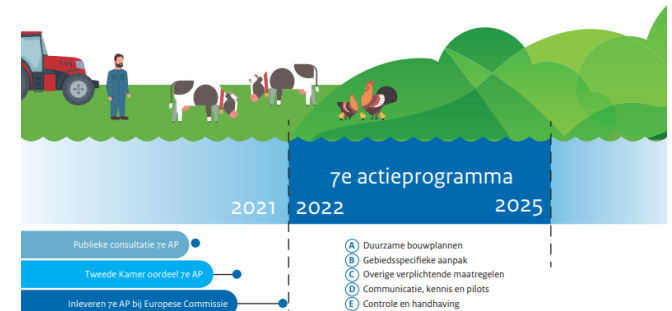 7e actieprogramma
2021 2022 2025
Publieke consultatie 7e AP
Tweede Kamer oordeel 7e AP
Inleveren 7e AP bij Europese Commissie
A Duurzame bouwplannen
B Gebiedsspecifieke aanpak
C Overige verplichtende maatregelen
D Communicatie, kennis en pilots
E Controle en handhaving